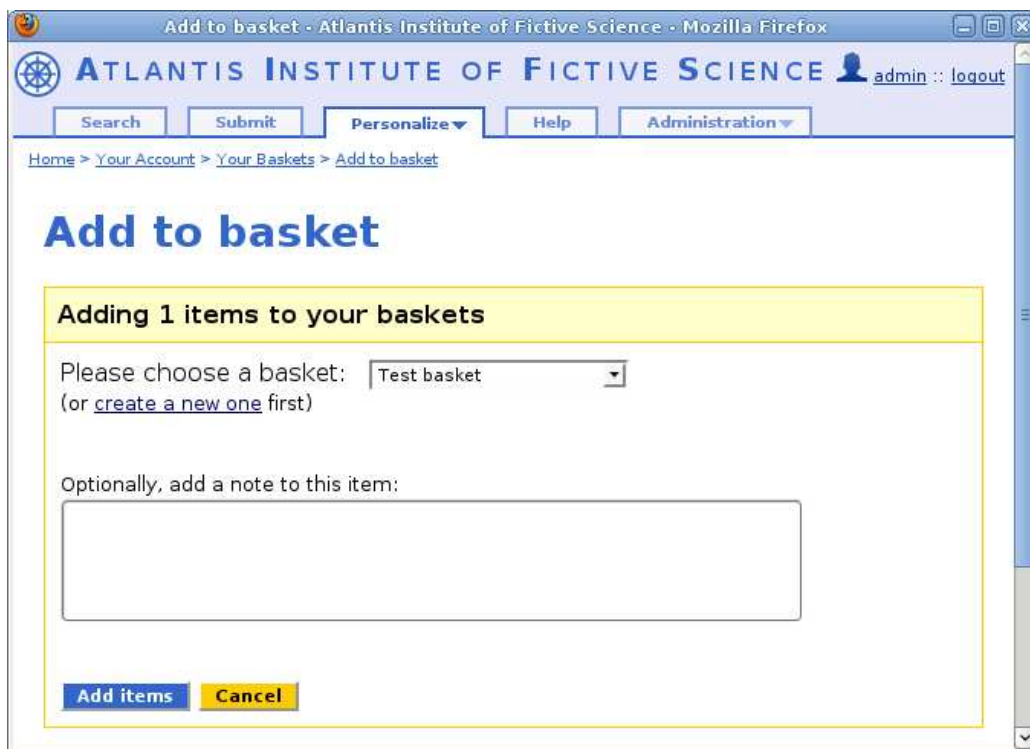 Add to basket - Atlantis Institute of Fictive Science - Mozilla Firefox
ATLANTIS INSTITUTE OF FICTIVE SCIENCE admin :: logout
Search Submit Personalize Help Administration
Home > Your Account > Your Baskets > Add to basket
Add to basket
Adding 1 items to your baskets
Please choose a basket: Test basket
(or create a new one first)
Optionally, add a note to this item:
Add items Cancel